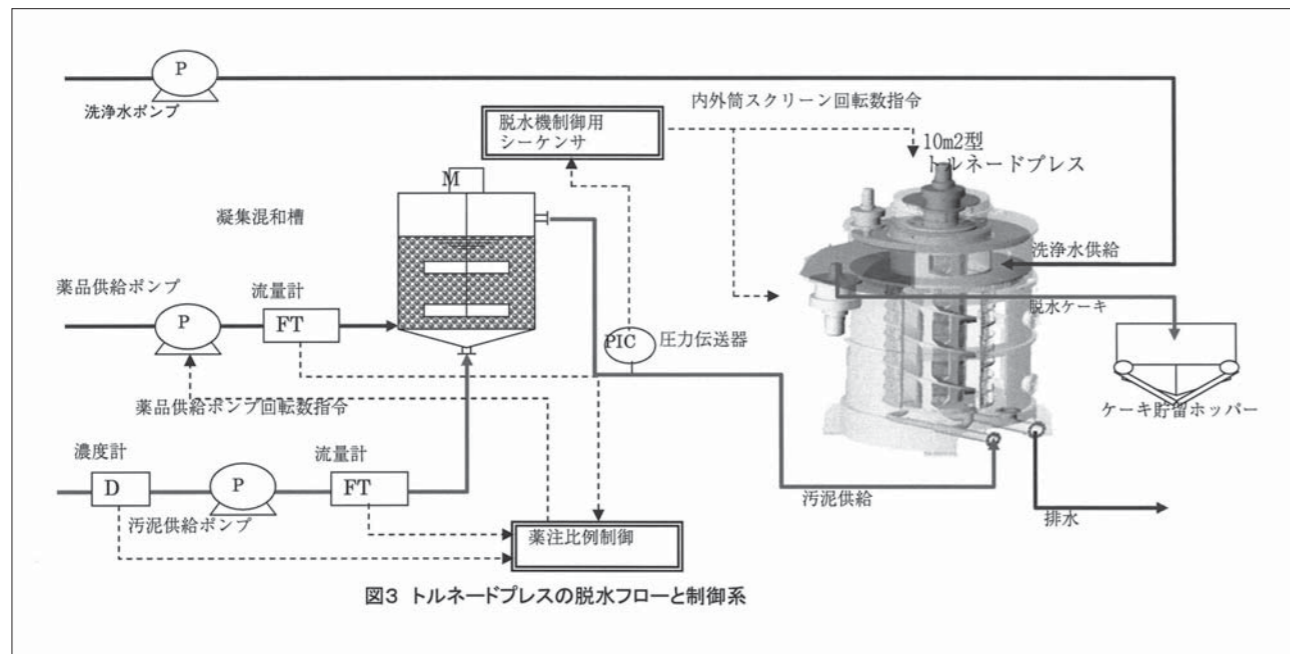 P
洗浄水ポンプ
内外筒スクリーン回転数指令
脱水機制御用
シーケンサ
10m2型
トルネードプレス
M
凝集混和槽
洗浄水供給
薬品供給ポンプ
流量計
脱水ケーキ
P
FT
PIC
圧力伝送器
薬品供給ポンプ回転数指令
ケーキ貯留ホッパー
濃度計
流量計
D
P
FT
汚泥供給
汚泥供給ポンプ
排水
薬注比例制御
図3 トルネードプレスの脱水フローと制御系